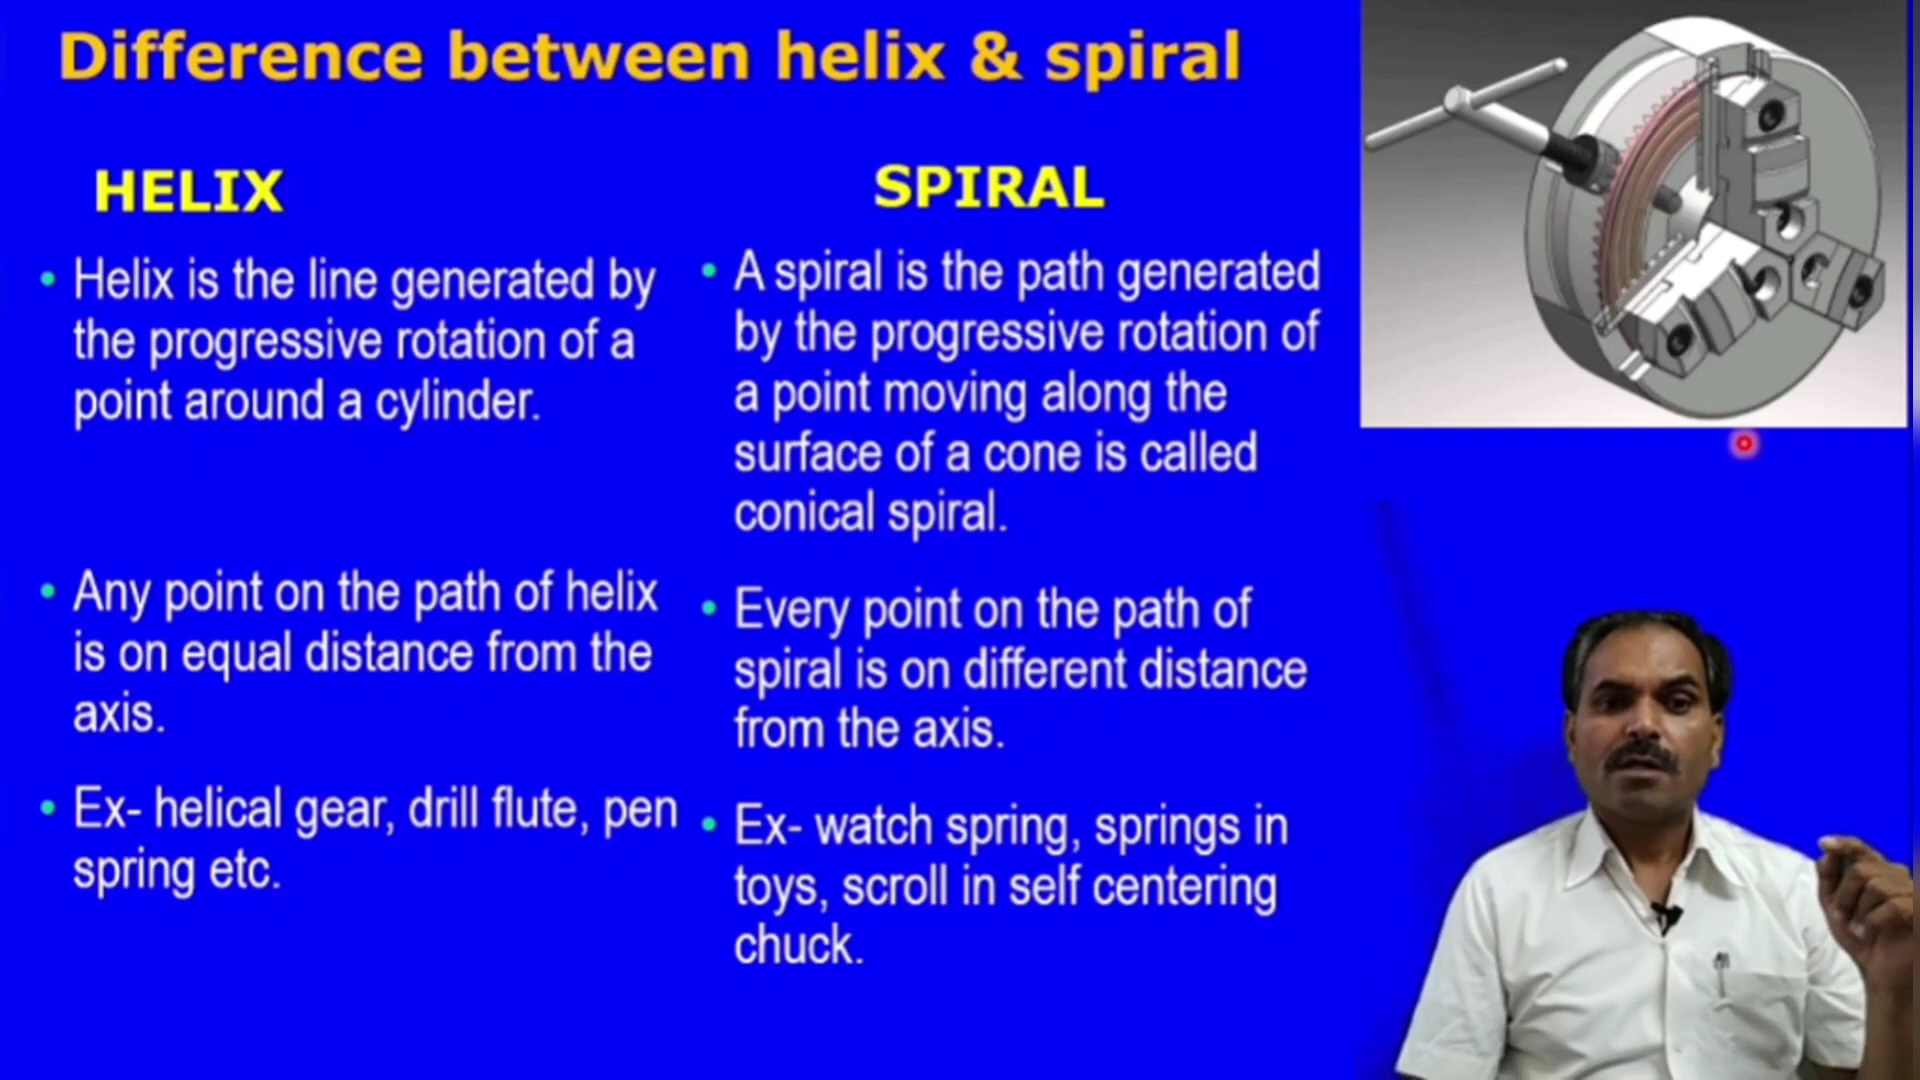 Difference between helix & spiral
HELIX
• Helix is the line generated by
the progressive rotation of a
point around a cylinder.
• Any point on the path of helix
is on equal distance from the
axis.
• Ex- helical gear, drill flute, pen
spring etc.
SPIRAL
• A spiral is the path generated
by the progressive rotation of
a point moving along the
surface of a cone is called
conical spiral.
• Every point on the path of
spiral is on different distance
from the axis.
• Ex- watch spring, springs in
toys, scroll in self centering
chuck.